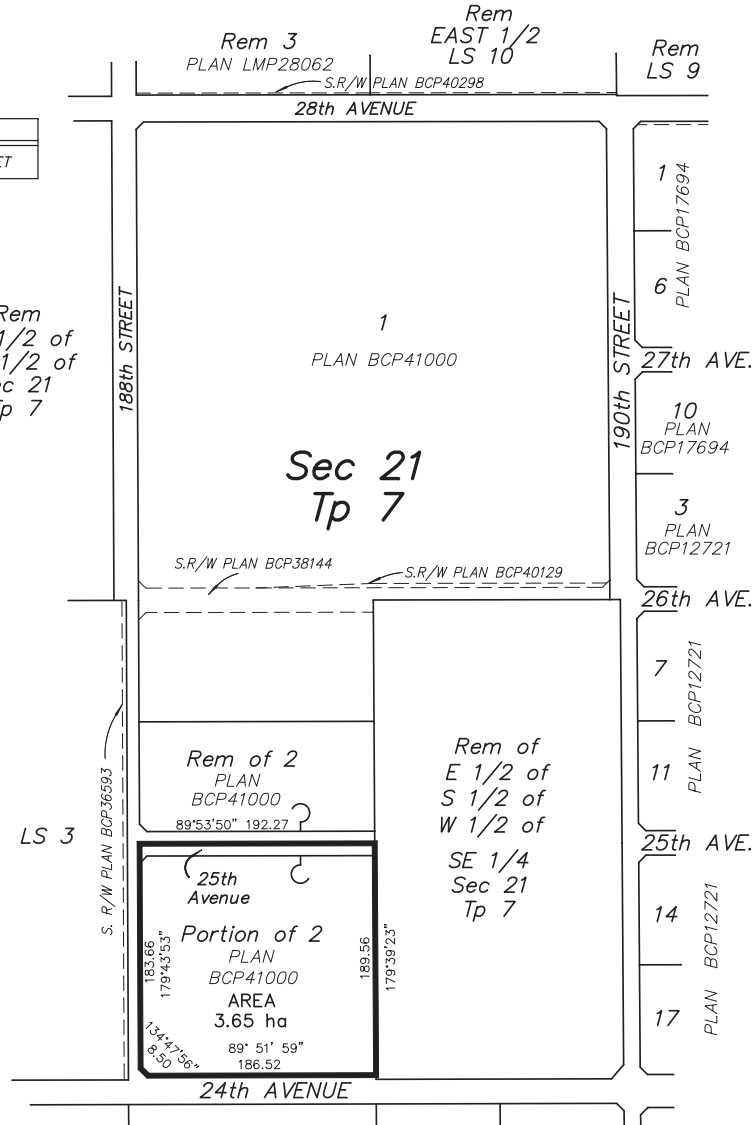 Rem 3
PLAN LMP28062
Rem
EAST 1/2
LS 10
Rem
LS 9
S.R/W PLAN BCP40298
28th AVENUE
ET
1
PLAN BCP17694
6
Rem
1/2 of
1/2 of
ec 21
Tp 7
188th STREET
1
PLAN BCP41000
190th STREET
27th AVE.
10
PLAN
BCP17694
Sec 21
Tp 7
3
PLAN
BCP12721
S.R/W PLAN BCP38144
S.R/W PLAN BCP40129
26th AVE.
7
PLAN BCP12721
11
Rem of 2
PLAN
BCP41000
89°53'50" 192.27
Rem of
E 1/2 of
S 1/2 of
W 1/2 of
SE 1/4
Sec 21
Tp 7
S. R/W PLAN BCP36593
LS 3
25th AVE.
25th
Avenue
14
PLAN BCP12721
17
Portion of 2
PLAN
BCP41000
AREA
3.65 ha
183.66
179°43'53"
189.56
179°39'23"
134°47'56"
8.50
89° 51' 59"
186.52
24th AVENUE